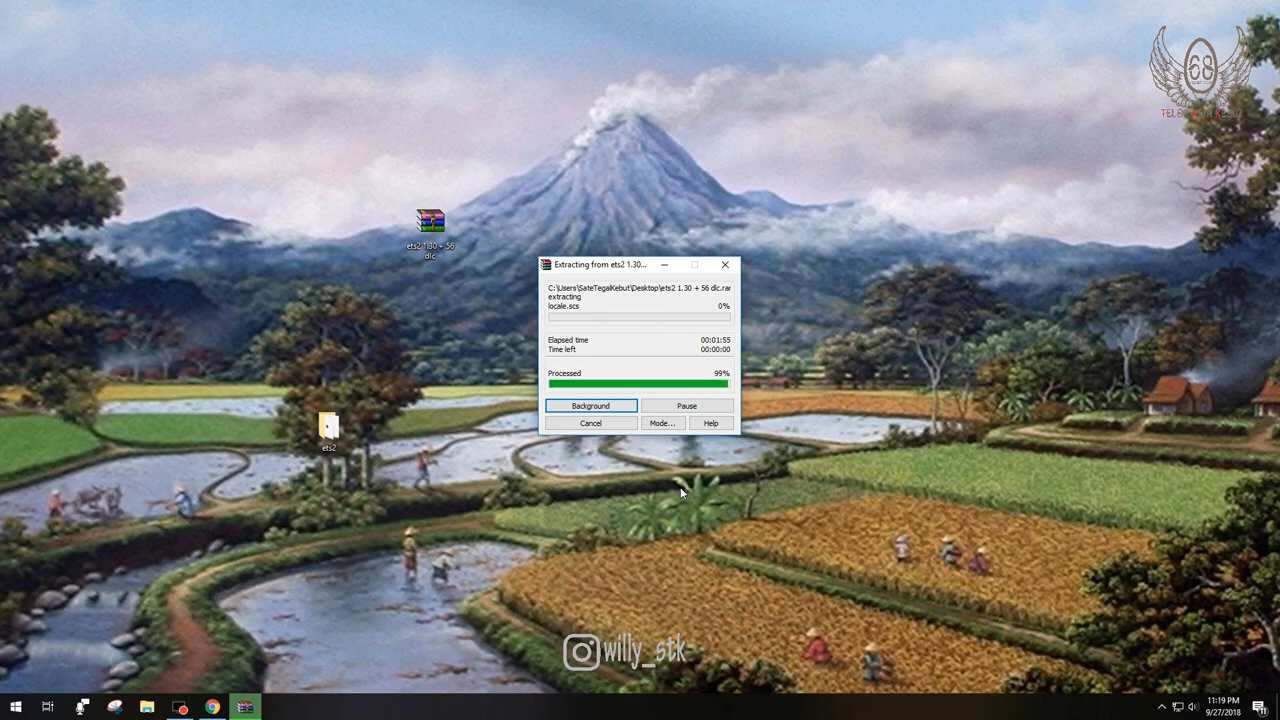 68
ets2 1.30 + 56
dlc
Extracting from ets2 1.30...
C:\Users\SateTegalKebut\Desktop\ets2 1.30 + 56 dlc.rar
extracting
locale.scs 0%
Elapsed time 00:01:55
Time left 00:00:00
Processed 99%
Background Pause
Cancel Mode... Help
ets2
willy_stk
11:19 PM
9/27/2018
11